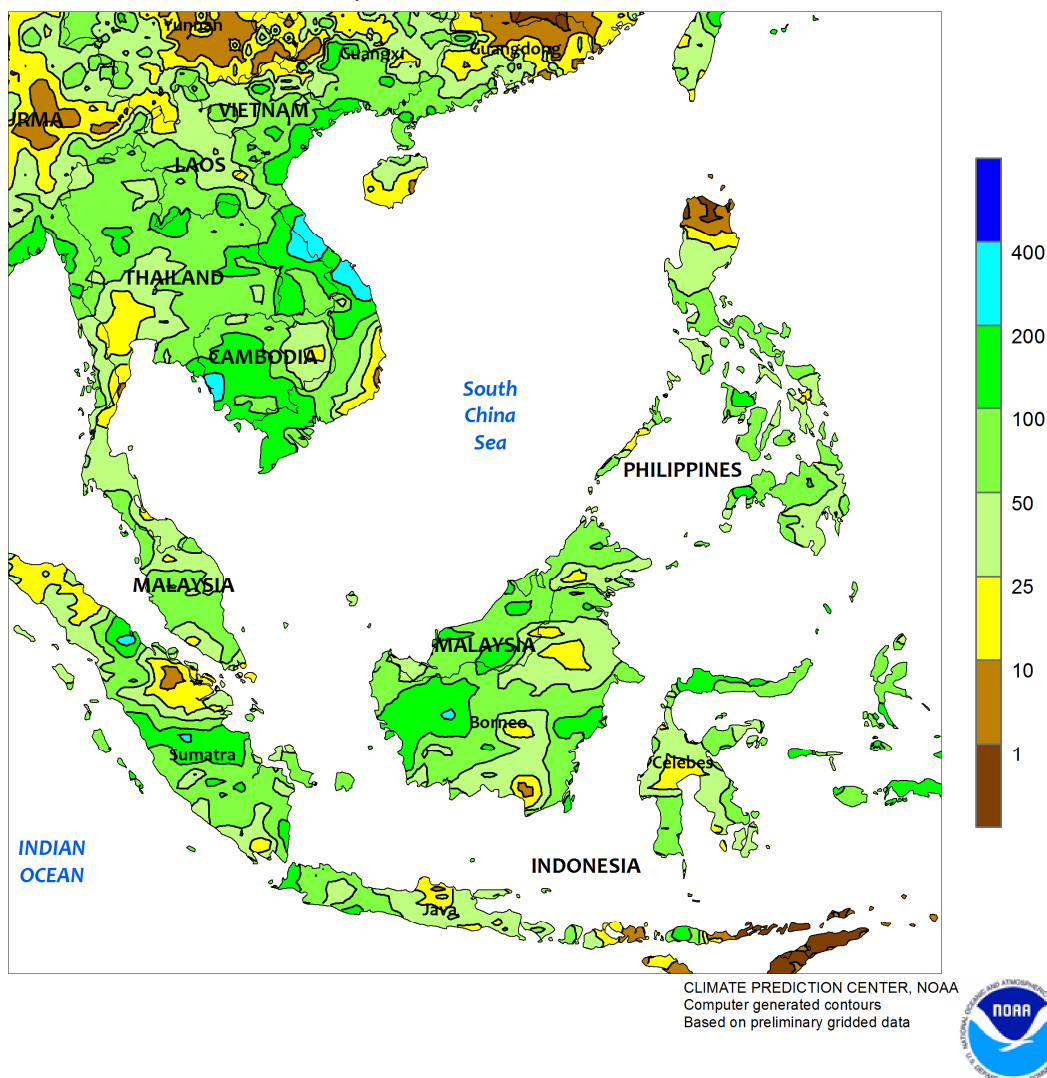 Yunnan
Guangxi
Guangdong
VIETNAM
URMA
LAOS
THAILAND
CAMBODIA
South
China
Sea
PHILIPPINES
MALAYSIA
MALAYSIA
Borneo
Sumatra
Celebes
INDIAN
OCEAN
INDONESIA
Java
400
200
100
50
25
10
1
CLIMATE PREDICTION CENTER, NOAA
Computer generated contours
Based on preliminary gridded data
NOAA